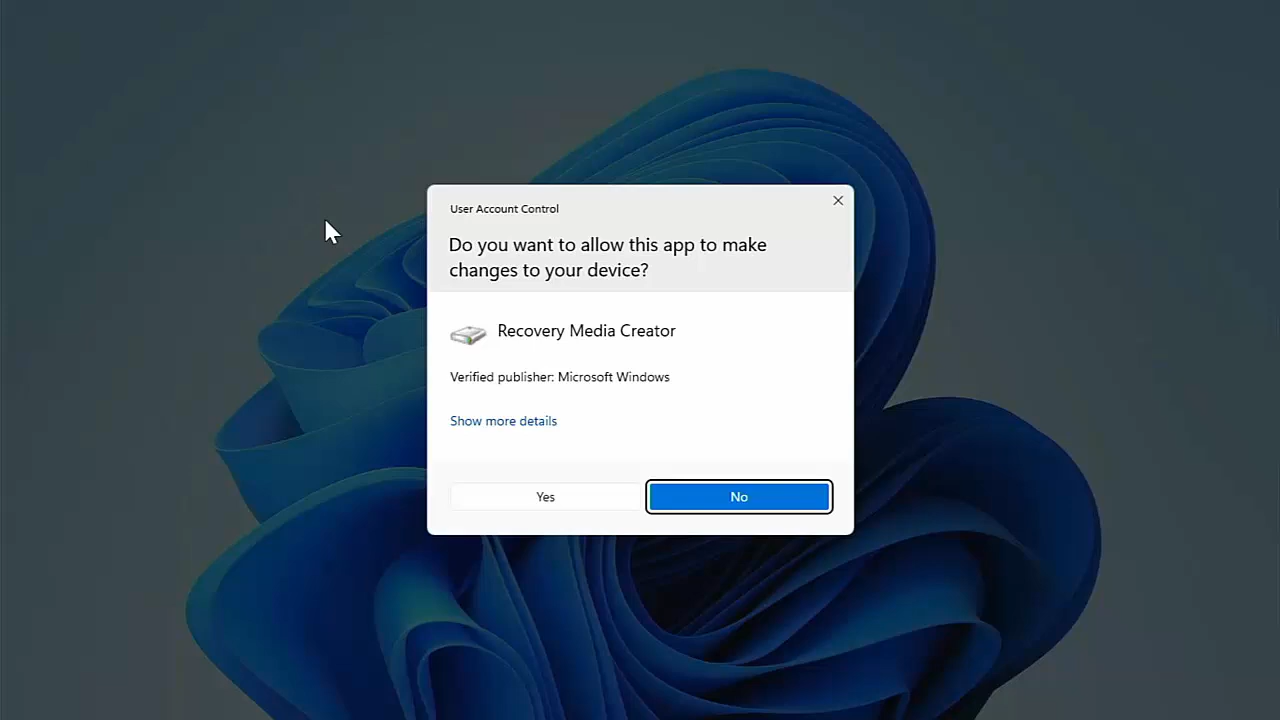 User Account Control
Do you want to allow this app to make
changes to your device?
Recovery Media Creator
Verified publisher: Microsoft Windows
Show more details
Yes
No